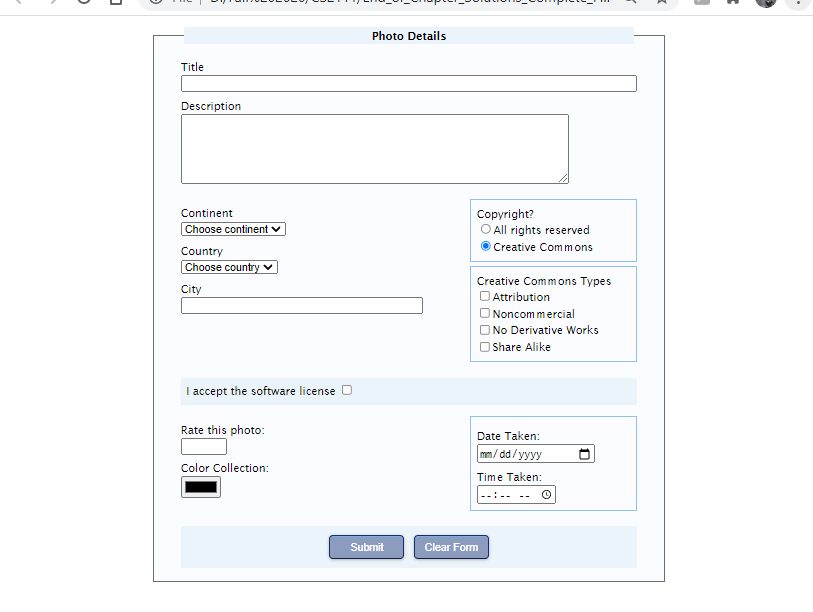 Photo Details
Title
Description
Continent
Choose continent
Country
Choose country
City
Copyright?
All rights reserved
Creative Commons
Creative Commons Types
Attribution
Noncommercial
No Derivative Works
Share Alike
I accept the software license
Rate this photo:
Color Collection:
Date Taken:
mm/dd/yyyy
Time Taken:
--:-- --
Submit
Clear Form